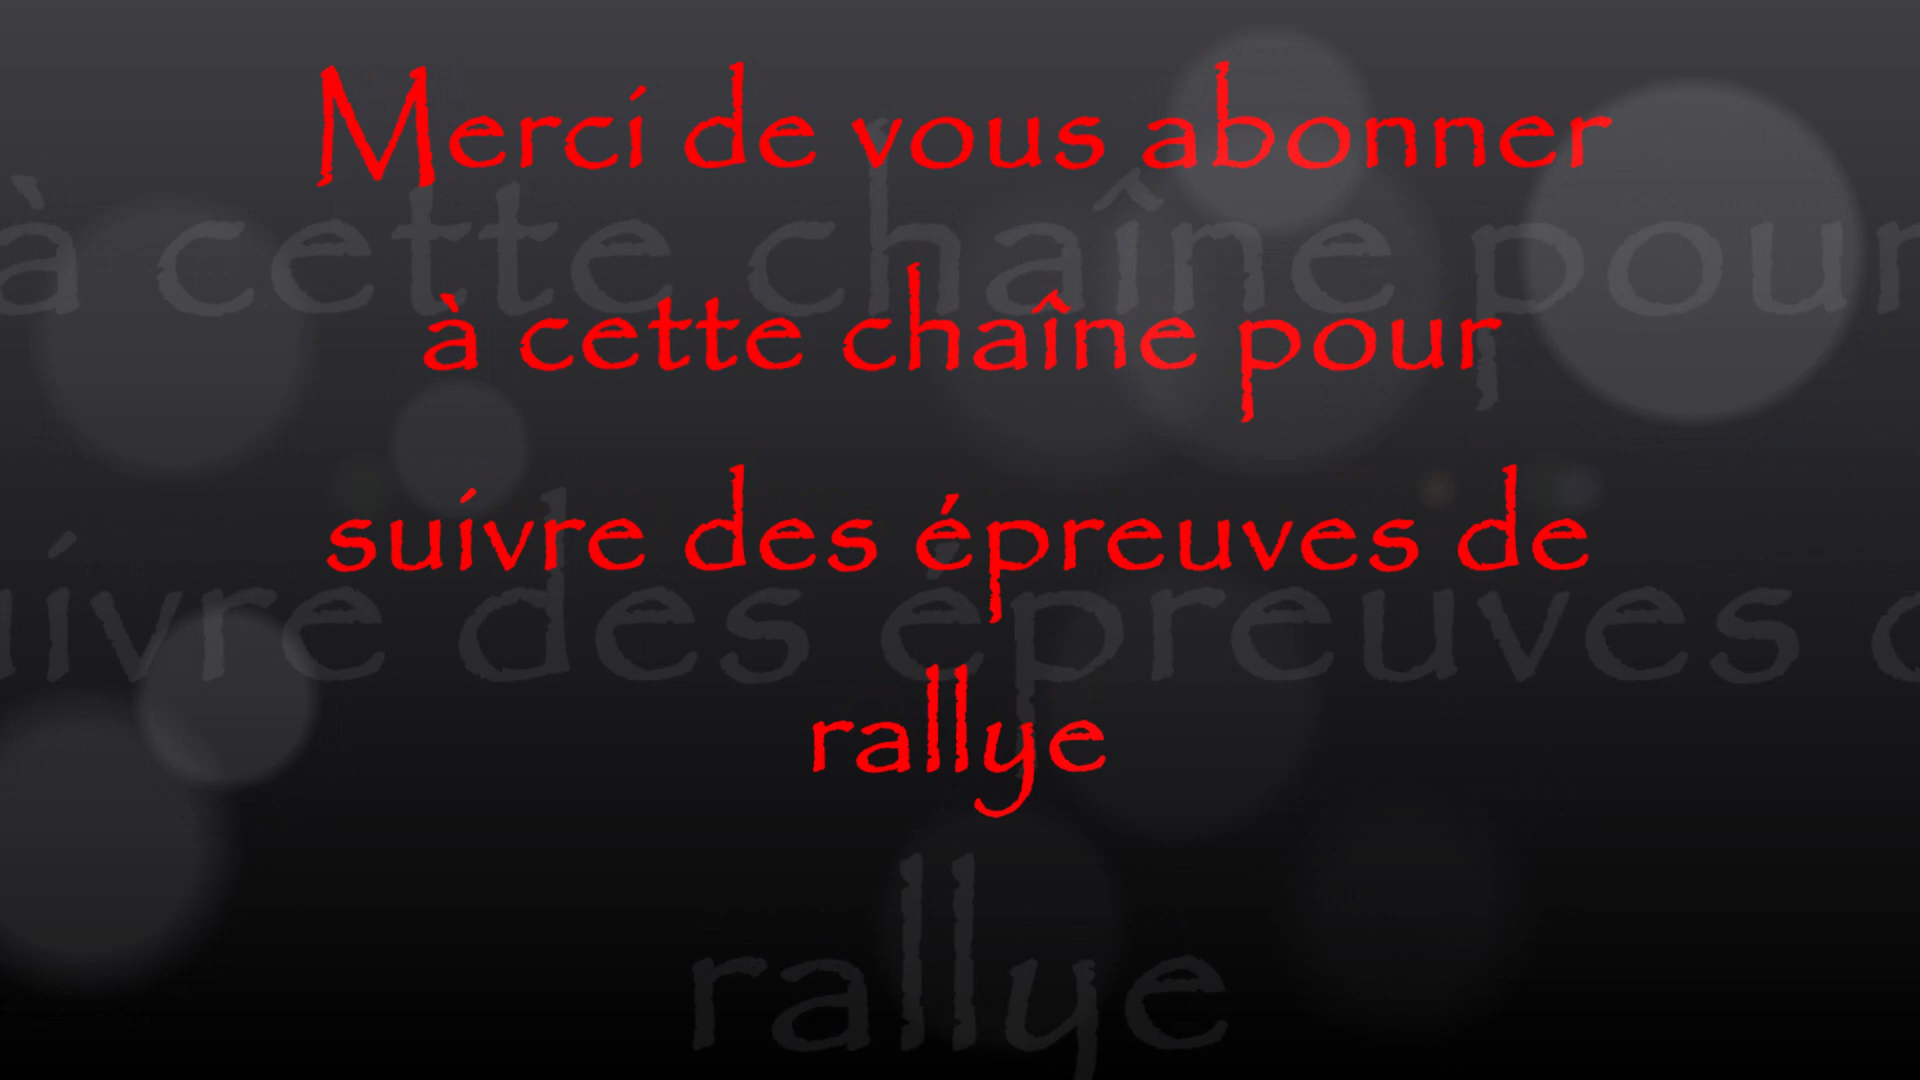 Merci de vous abonner
à cette chaîne pour
suivre des épreuves de
rallye